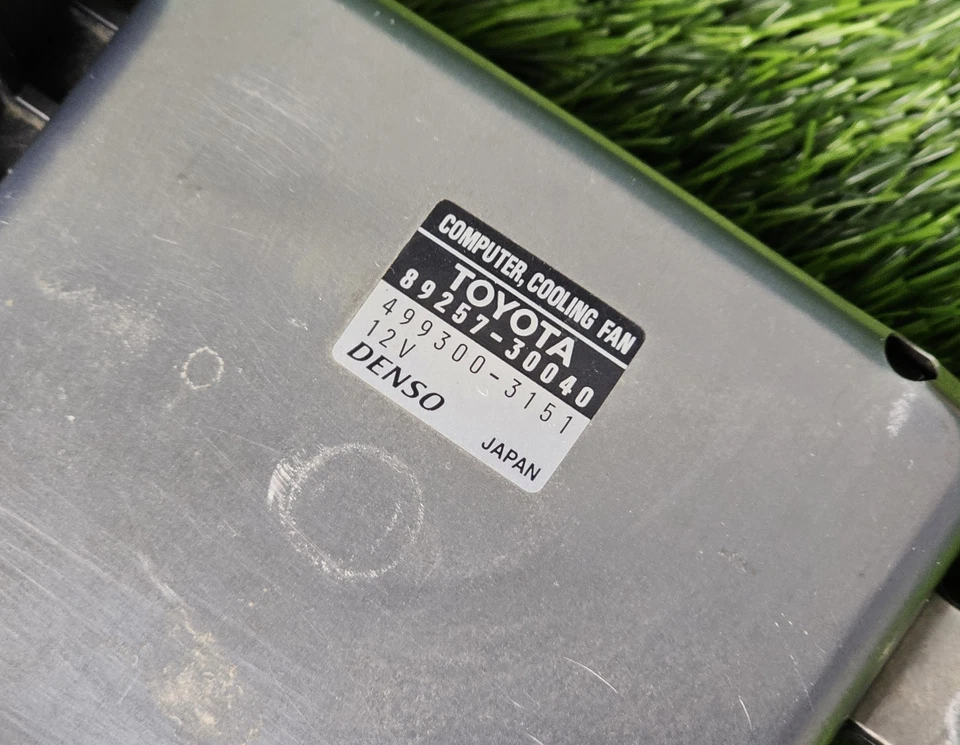 COMPUTER, COOLING FAN
TOYOTA
89257-30040
499300-3151
12V
DENSO
JAPAN